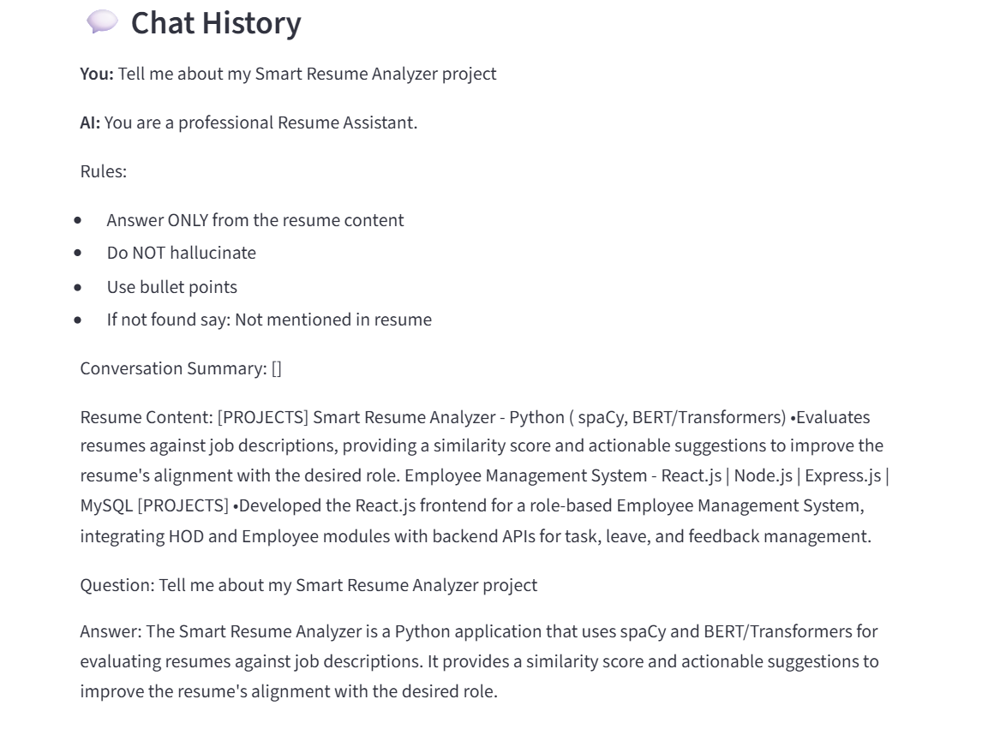 💬 Chat History
You: Tell me about my Smart Resume Analyzer project
AI: You are a professional Resume Assistant.
Rules:
• Answer ONLY from the resume content
• Do NOT hallucinate
• Use bullet points
• If not found say: Not mentioned in resume
Conversation Summary: []
Resume Content: [PROJECTS] Smart Resume Analyzer - Python ( spaCy, BERT/Transformers) •Evaluates
resumes against job descriptions, providing a similarity score and actionable suggestions to improve the
resume's alignment with the desired role. Employee Management System - React.js | Node.js | Express.js |
MySQL [PROJECTS] •Developed the React.js frontend for a role-based Employee Management System,
integrating HOD and Employee modules with backend APIs for task, leave, and feedback management.
Question: Tell me about my Smart Resume Analyzer project
Answer: The Smart Resume Analyzer is a Python application that uses spaCy and BERT/Transformers for
evaluating resumes against job descriptions. It provides a similarity score and actionable suggestions to
improve the resume's alignment with the desired role.